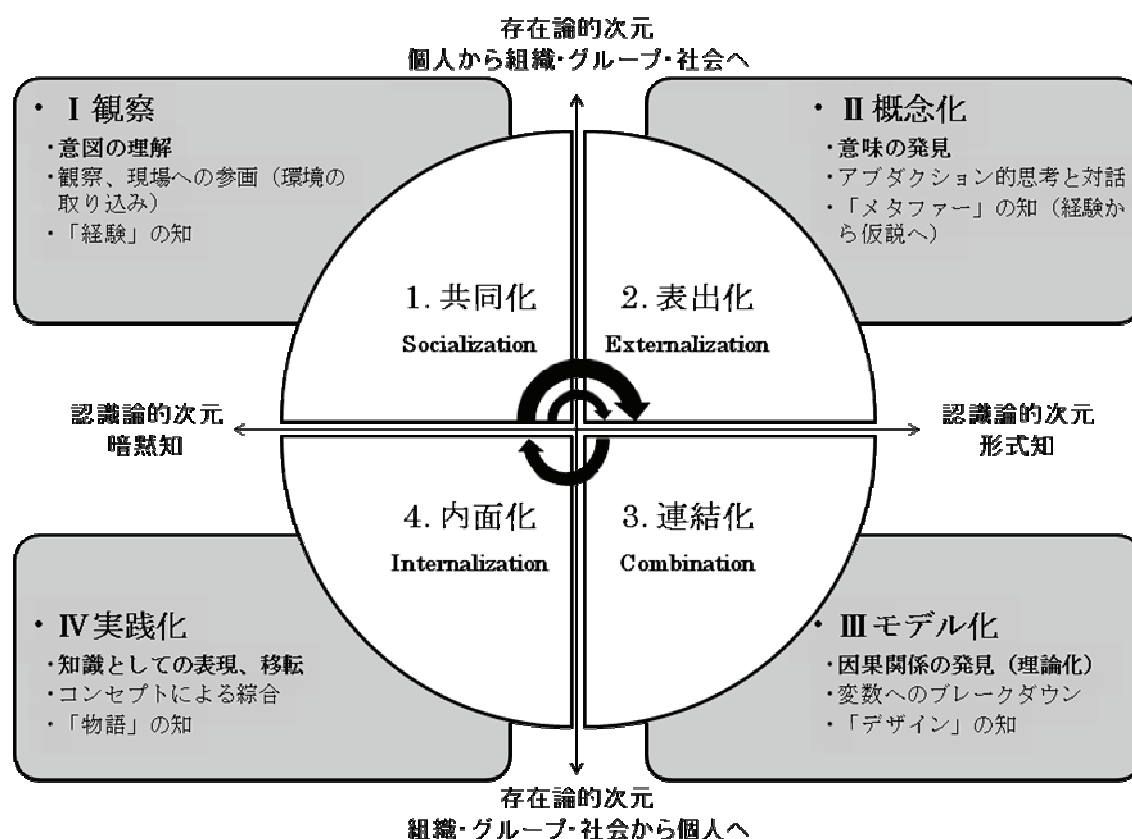 存在論的次元
個人から組織・グループ・社会へ
・Ⅰ観察
・意図の理解
・観察、現場への参画（環境の
取り込み）
・「経験」の知
・Ⅱ概念化
・意味の発見
・アブダクション的思考と対話
・「メタファー」の知（経験か
ら仮説へ）
1. 共同化
Socialization
2. 表出化
Externalization
認識論的次元
暗黙知
認識論的次元
形式知
4. 内面化
Internalization
3. 連結化
Combination
・Ⅳ実践化
・知識としての表現、移転
・コンセプトによる綜合
・「物語」の知
・Ⅲモデル化
・因果関係の発見（理論化）
・変数へのブレークダウン
・「デザイン」の知
存在論的次元
組織・グループ・社会から個人へ